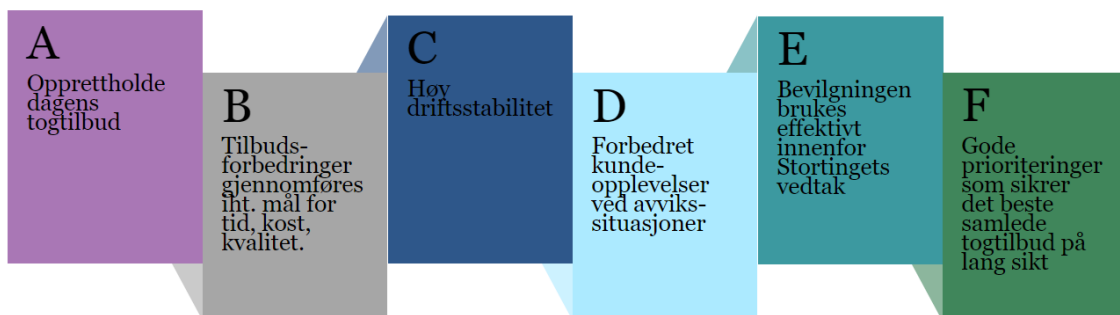 A
Opprettholde
dagens
togtilbud
B
Tilbuds-
forbedringer
gjennomføres
iht. mål for
tid, kost,
kvalitet.
C
Høy
driftsstabilitet
D
Forbedret
kunde-
opplevelser
ved avviks-
situasjoner
E
Bevilgningen
brukes
effektivt
innenfor
Stortingets
vedtak
F
Gode
prioriteringer
som sikrer
det beste
samlede
togtilbud på
lang sikt